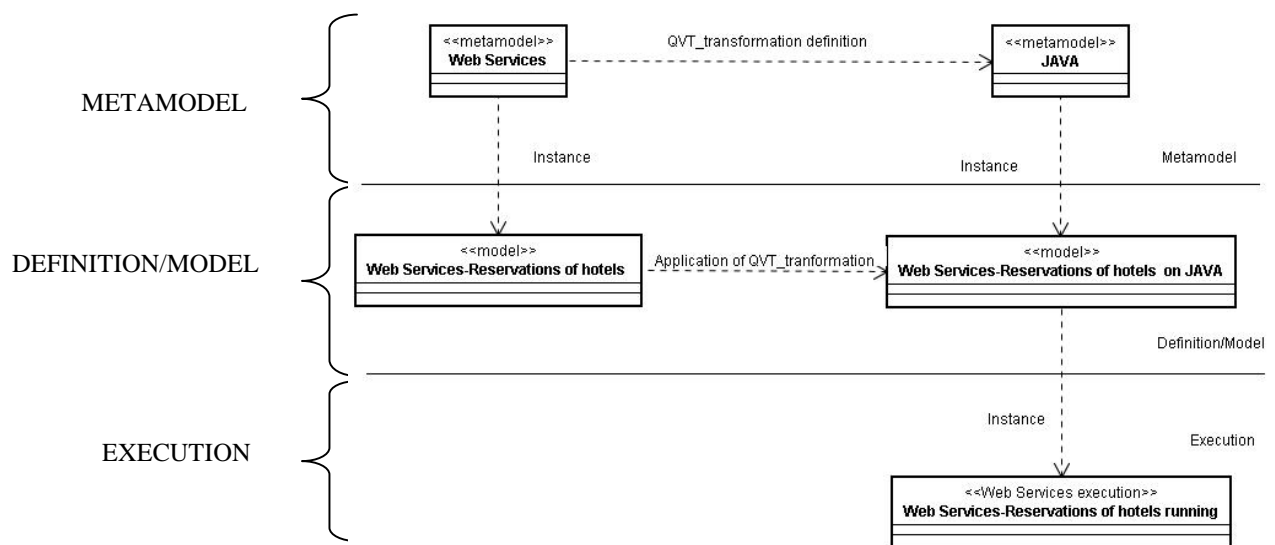 <<metamodel>>
Web Services
QVT_transformation definition
<<metamodel>>
JAVA
METAMODEL
Instance
Instance
Metamodel
DEFINITION/MODEL
<<model>>
Web Services-Reservations of hotels
Application of QVT_tranformation
<<model>>
Web Services-Reservations of hotels on JAVA
Definition/Model
EXECUTION
Instance
Execution
<<Web Services execution>>
Web Services-Reservations of hotels running